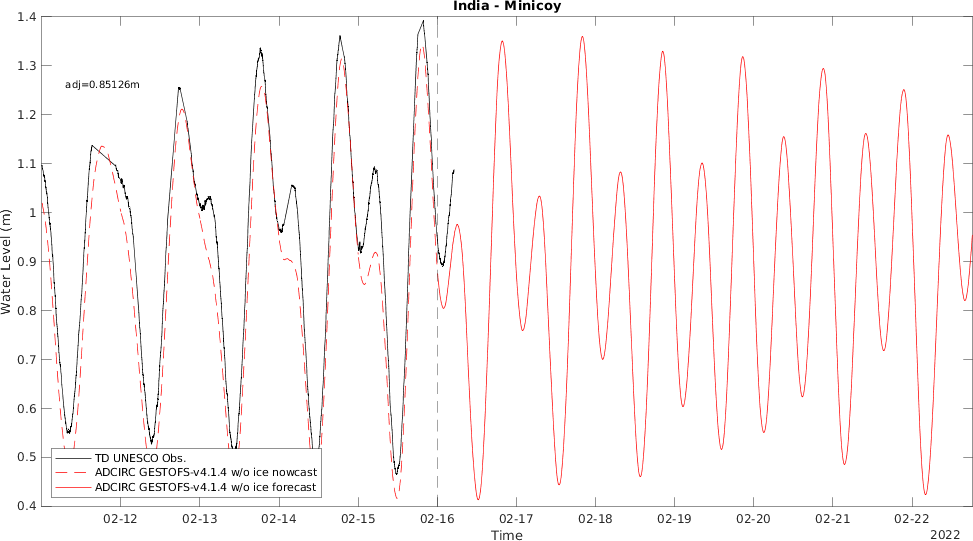 India - Minicoy
adj=0.85126m
Water Level (m)
1.4
1.3
1.2
1.1
1
0.9
0.8
0.7
0.6
0.5
0.4
TD UNESCO Obs.
ADCIRC GESTOFS-v4.1.4 w/o ice nowcast
ADCIRC GESTOFS-v4.1.4 w/o ice forecast
02-12 02-13 02-14 02-15 02-16 02-17 02-18 02-19 02-20 02-21 02-22
Time
2022